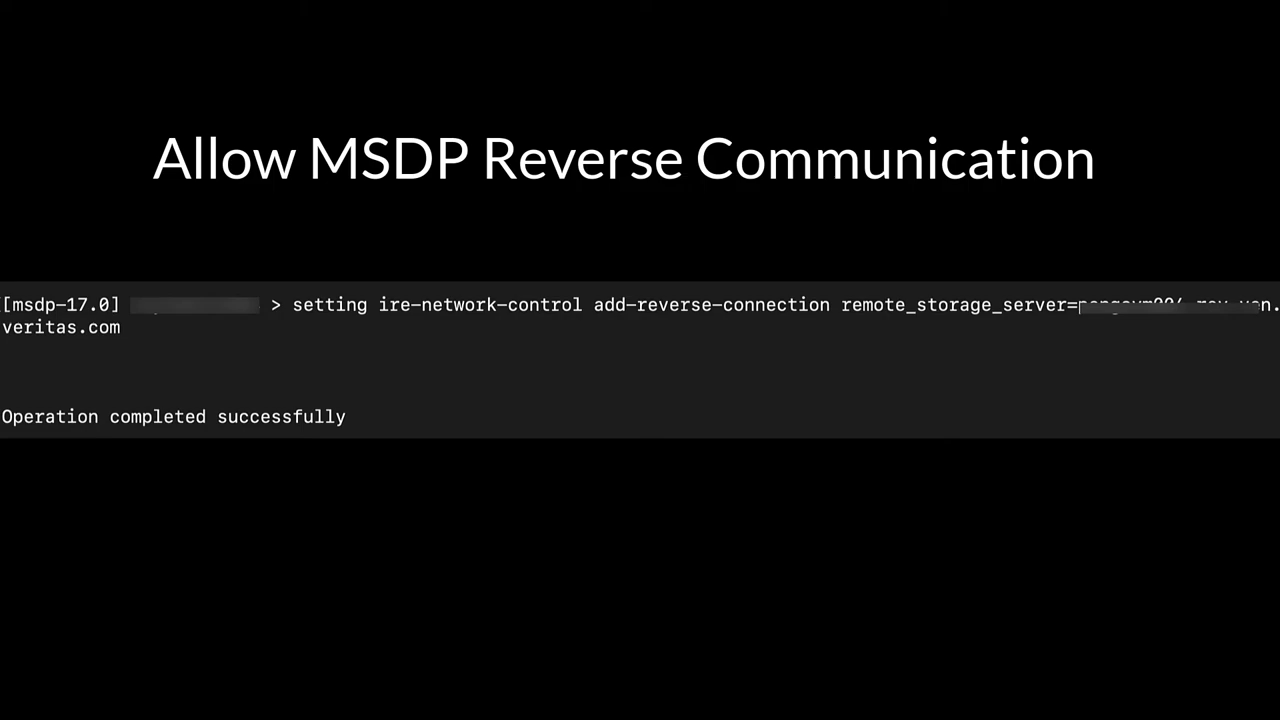 Allow MSDP Reverse Communication
[[msdp-17.0] > setting ire-network-control add-reverse-connection remote_storage_server=
veritas.com
Operation completed successfully